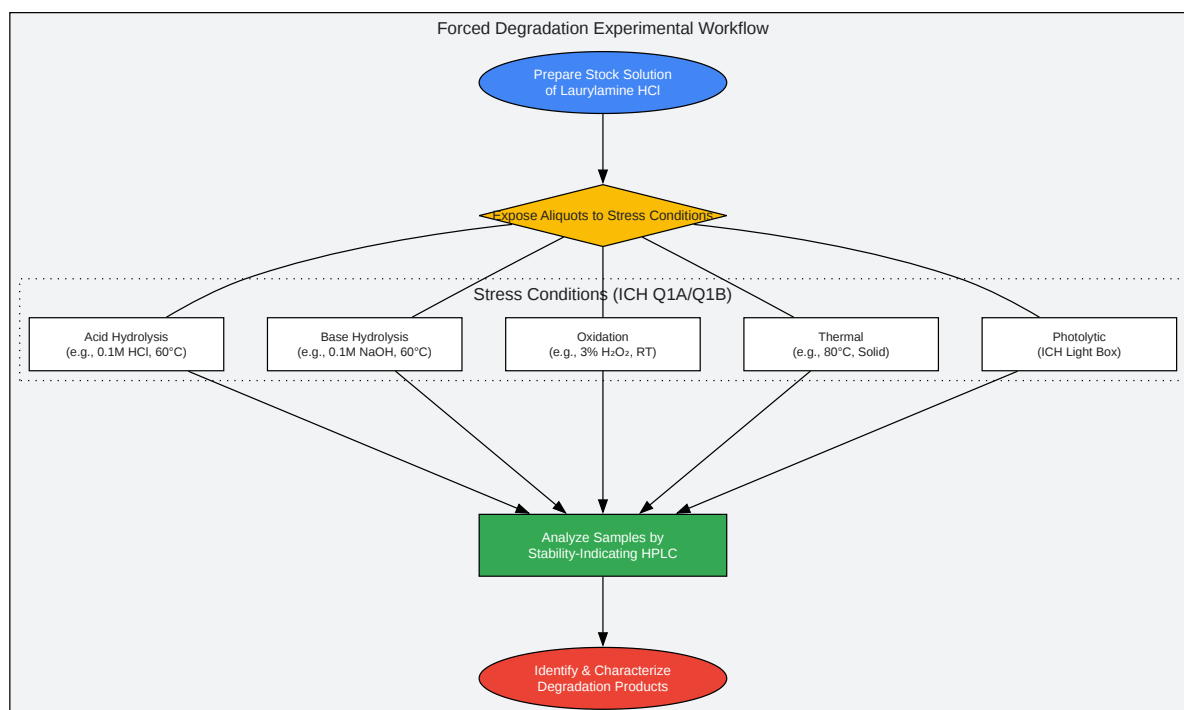 Forced Degradation Experimental Workflow
Prepare Stock Solution
of Laurylamine HCl
Expose Aliquots to Stress Conditions
Stress Conditions (ICH Q1A/Q1B)
Acid Hydrolysis
(e.g., 0.1M HCl, 60°C)
Base Hydrolysis
(e.g., 0.1M NaOH, 60°C)
Oxidation
(e.g., 3% H₂O₂, RT)
Thermal
(e.g., 80°C, Solid)
Photolytic
(ICH Light Box)
Analyze Samples by
Stability-Indicating HPLC
Identify & Characterize
Degradation Products